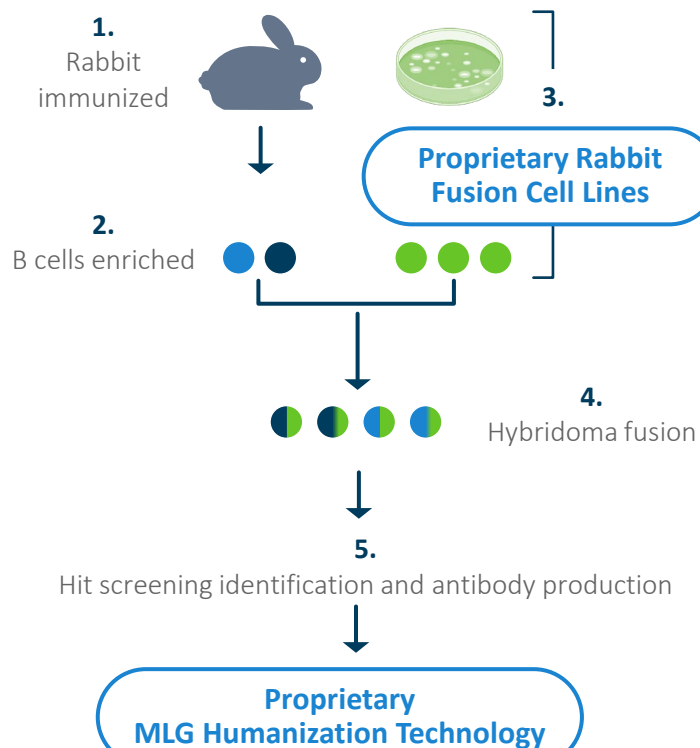 1.
Rabbit
immunized
3.
Proprietary Rabbit
Fusion Cell Lines
2.
B cells enriched
4.
Hybridoma fusion
5.
Hit screening identification and antibody production
Proprietary
MLG Humanization Technology